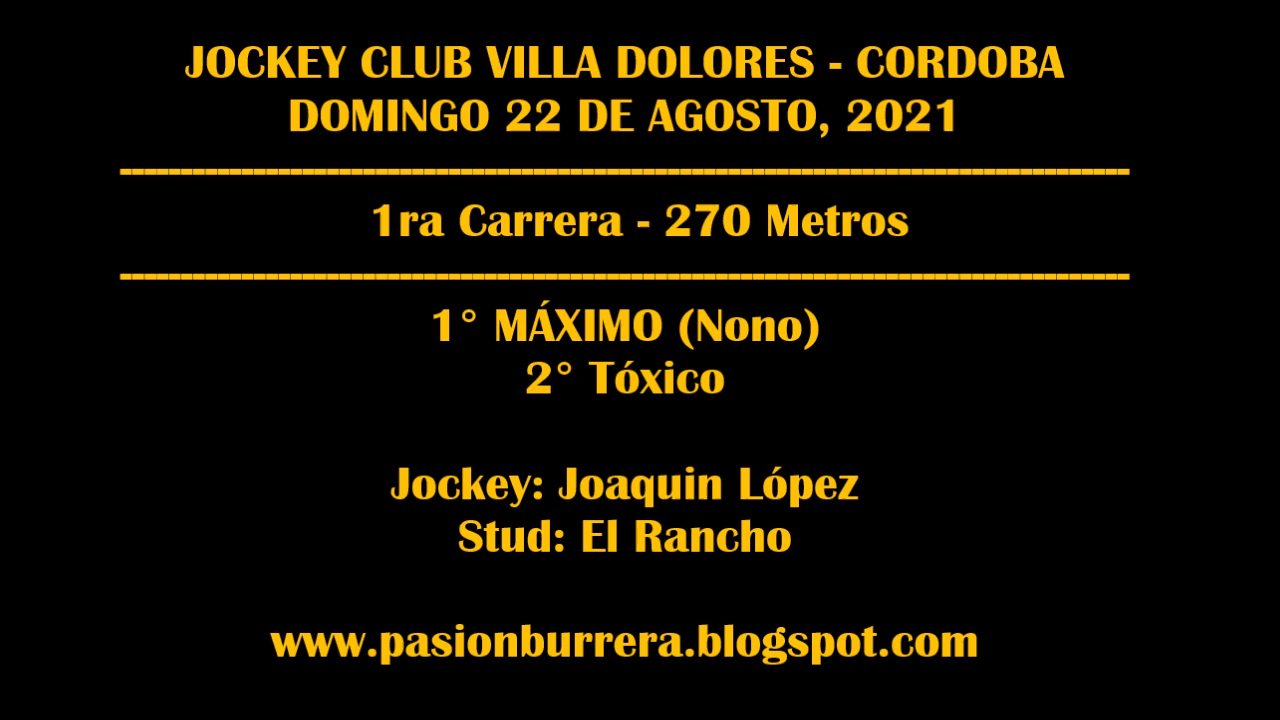 JOCKEY CLUB VILLA DOLORES - CORDOBA
DOMINGO 22 DE AGOSTO, 2021
--------------------------------------------------------------------------------
1ra Carrera - 270 Metros
--------------------------------------------------------------------------------
1° MÁXIMO (Nono)
2° Tóxico
Jockey: Joaquin López
Stud: El Rancho
www.pasionburrera.blogspot.com